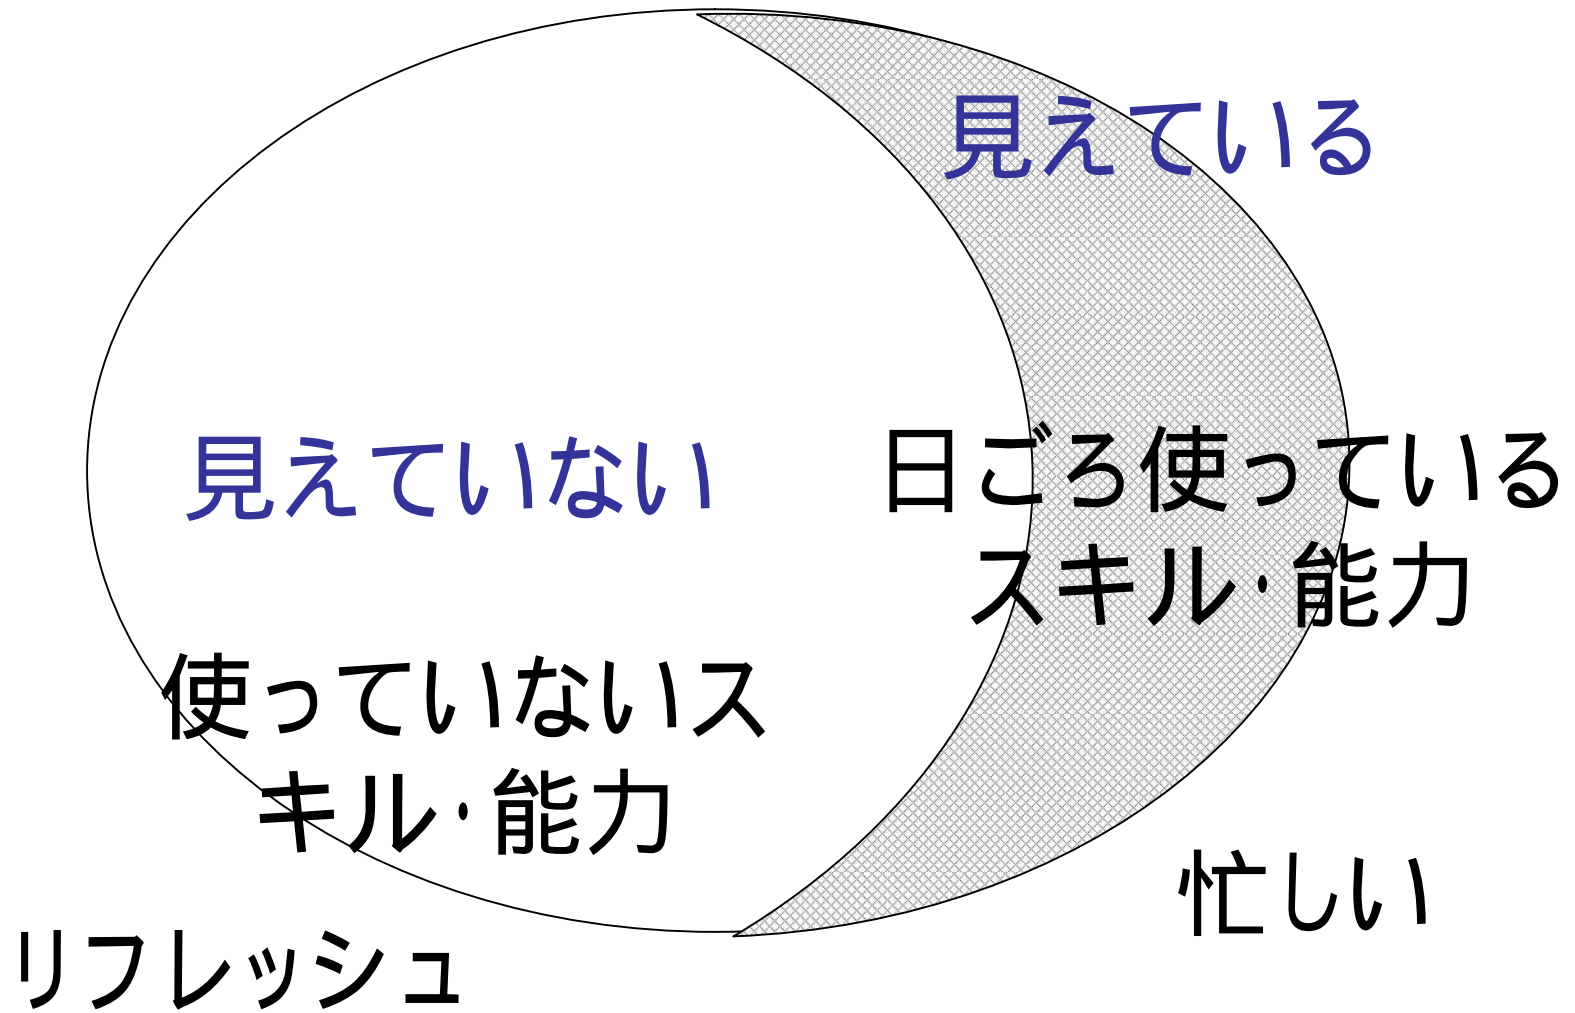 見えている
見えていない
日ごろ使っている
スキル・能力
使っていないス
キル・能力
忙しい
リフレッシュ